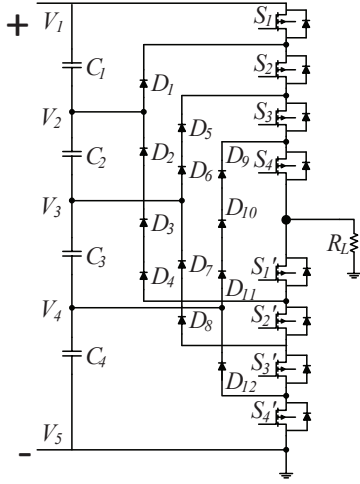 +
V1
S1
C1
D1
S2
V2
D5
S3
C2
D2
D6
D9
S4
V3
D3
D10
RL
C3
D7
S1'
D4
D11
V4
D8
S2'
C4
D12
S3'
S4'
V5
-